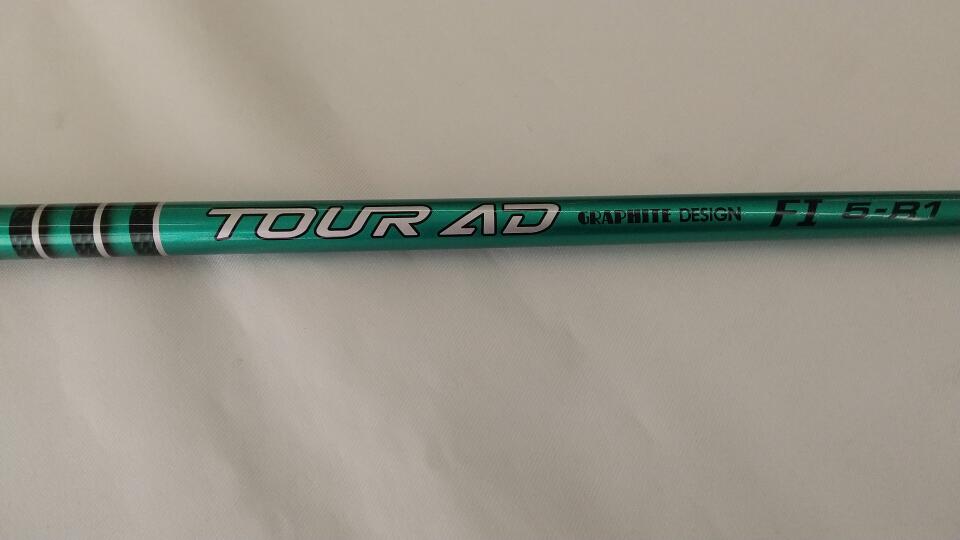 TOUR AD GRAPHITE DESIGN FI 5-R1